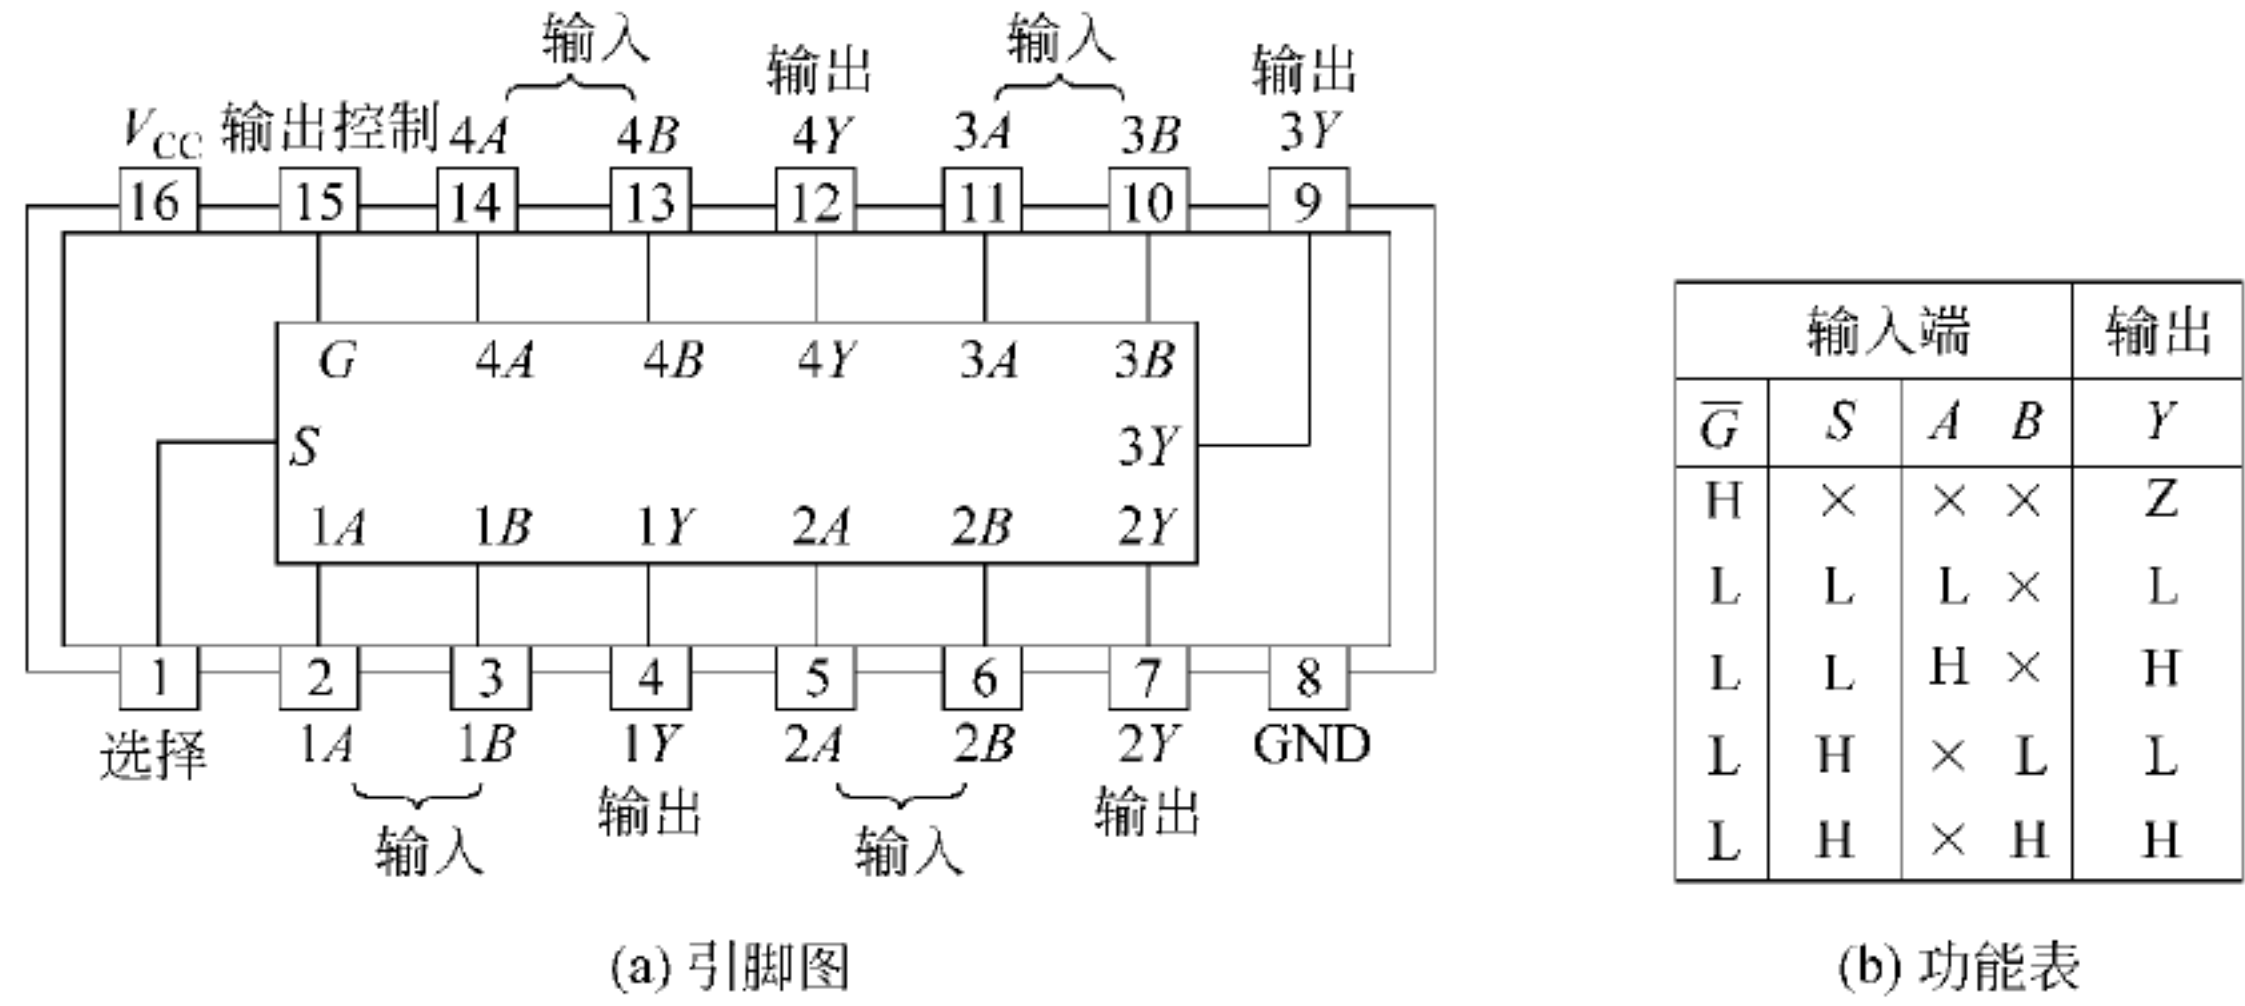 输入 输入
输出 输出
V_CC 输出控制 4A 4B 4Y 3A 3B 3Y
16 15 14 13 12 11 10 9
G 4A 4B 4Y 3A 3B
S 3Y
1A 1B 1Y 2A 2B 2Y
1 2 3 4 5 6 7 8
选择 1A 1B 1Y 2A 2B 2Y GND
输出 输出
输入 输入
(a) 引脚图
输入端 输出
G̅ S A B Y
H × × × Z
L L L × L
L L H × H
L H × L L
L H × H H
(b) 功能表